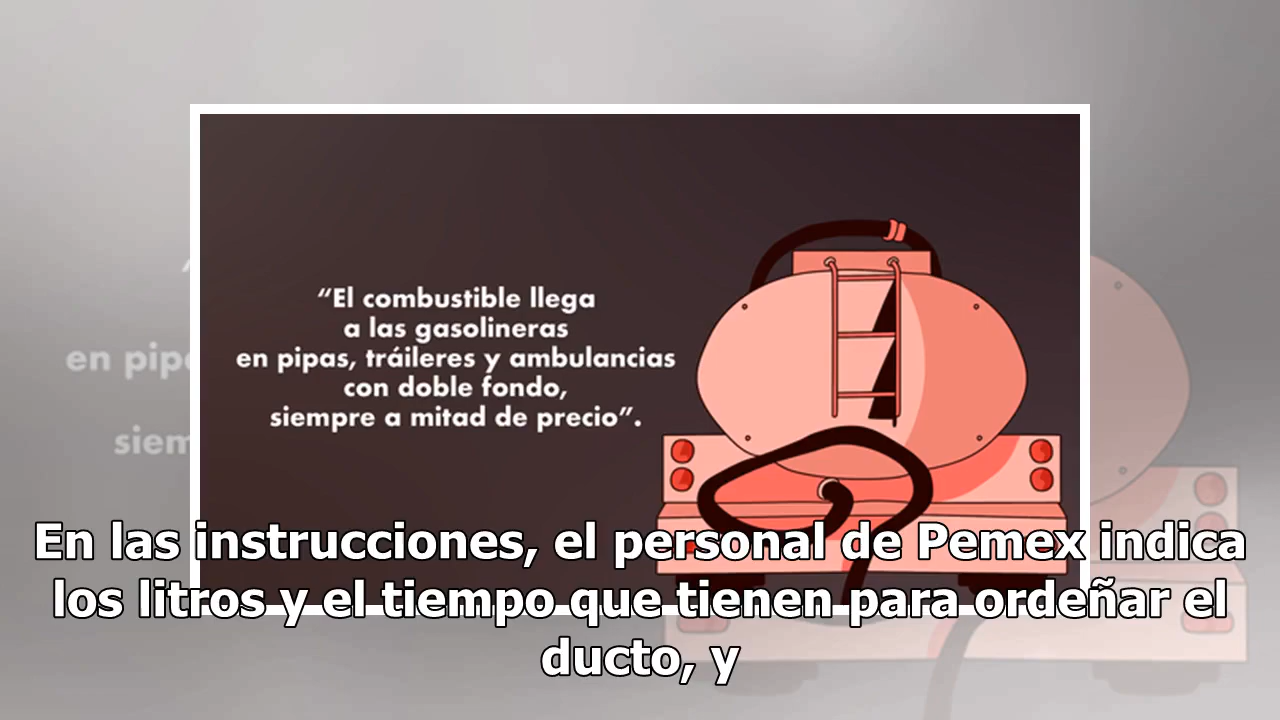 “El combustible llega
a las gasolineras
en pipas, tráileres y ambulancias
con doble fondo,
siempre a mitad de precio”.
En las instrucciones, el personal de Pemex indica
los litros y el tiempo que tienen para ordeñar el
ducto, y